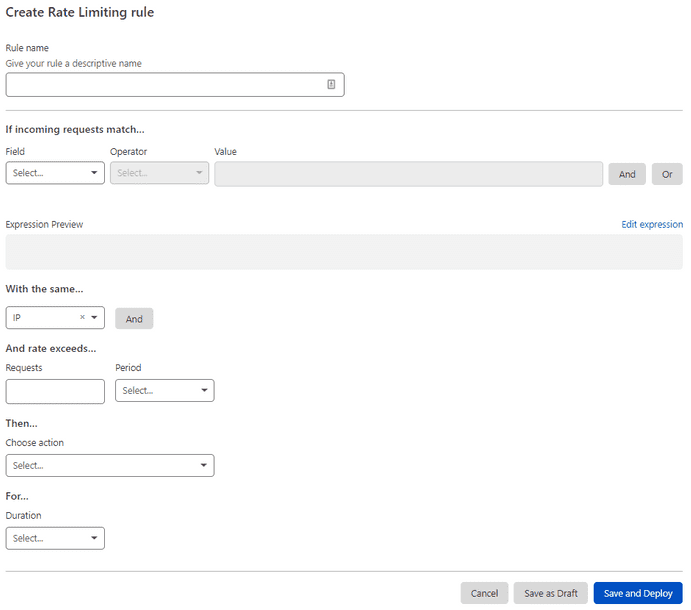 Create Rate Limiting rule
Rule name
Give your rule a descriptive name
If incoming requests match...
Field Operator Value
Select... Select... And Or
Expression Preview Edit expression
With the same...
IP × And
And rate exceeds...
Requests Period
Select...
Then...
Choose action
Select...
For...
Duration
Select...
Cancel Save as Draft Save and Deploy